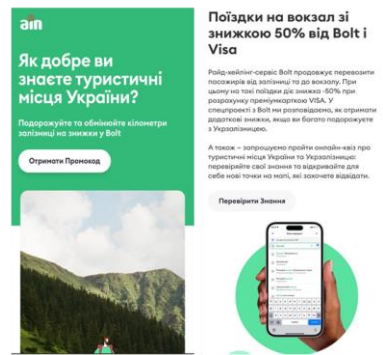 ain
Як добре ви
знаєте туристичні
місця України?
Подорожуйте та обмінюйте кілометри
залізниці на знижки у Bolt
Отримати Промокод
Поїздки на вокзал зі
знижкою 50% від Bolt і
Visa
Райд-хейлінг-сервіс Bolt продовжує перевозити
пасажирів від залізниці та до вокзалу. При
цьому на такі поїздки діє знижка -50% при
розрахунку преміумкарткою VISA. У
спецпроєкті з Bolt ми розповідаємо, як отримати
додаткові знижки, якщо ви багато подорожуєте
з Укрзалізницею.
А також – запрошуємо пройти онлайн-квіз про
туристичні місця України та Укрзалізницю:
перевіряйте свої знання та відкривайте для
себе нові точки на мапі, які захочете відвідати.
Перевірити Знання